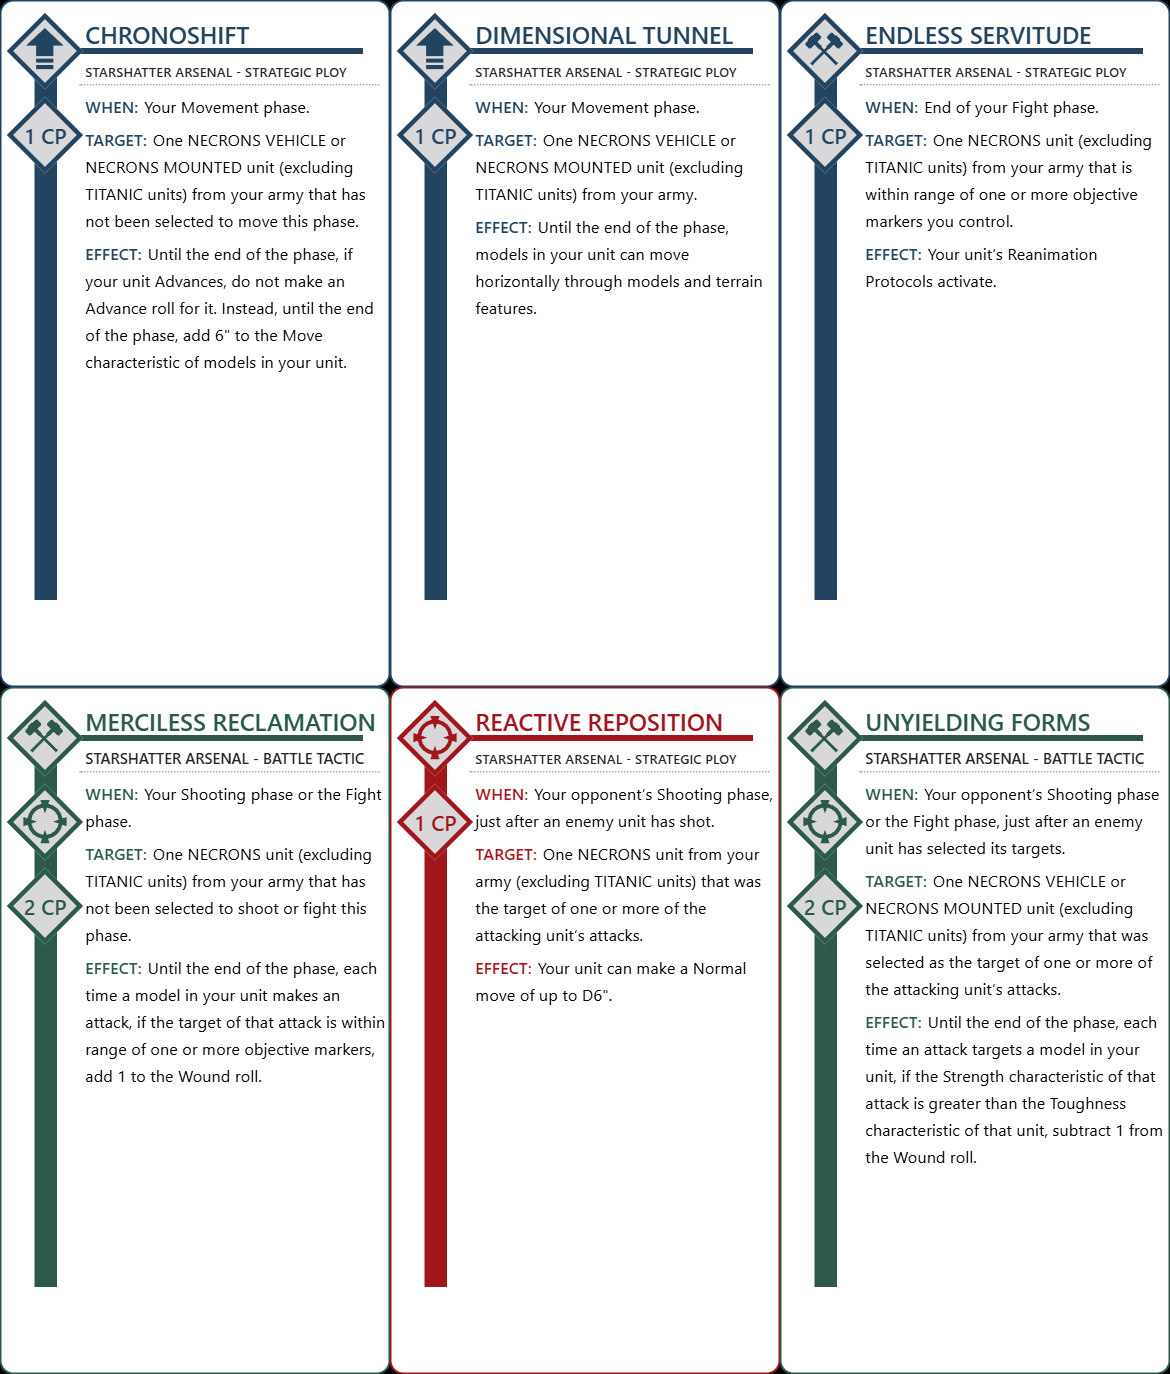 CHRONOSHIFT
STARSHATTER ARSENAL - STRATEGIC PLOY
1 CP
WHEN: Your Movement phase.
TARGET: One NECRONS VEHICLE or
NECRONS MOUNTED unit (excluding
TITANIC units) from your army that has
not been selected to move this phase.
EFFECT: Until the end of the phase, if
your unit Advances, do not make an
Advance roll for it. Instead, until the end
of the phase, add 6" to the Move
characteristic of models in your unit.
DIMENSIONAL TUNNEL
STARSHATTER ARSENAL - STRATEGIC PLOY
1 CP
WHEN: Your Movement phase.
TARGET: One NECRONS VEHICLE or
NECRONS MOUNTED unit (excluding
TITANIC units) from your army.
EFFECT: Until the end of the phase,
models in your unit can move
horizontally through models and terrain
features.
ENDLESS SERVITUDE
STARSHATTER ARSENAL - STRATEGIC PLOY
1 CP
WHEN: End of your Fight phase.
TARGET: One NECRONS unit (excluding
TITANIC units) from your army that is
within range of one or more objective
markers you control.
EFFECT: Your unit's Reanimation
Protocols activate.
MERCILESS RECLAMATION
STARSHATTER ARSENAL - BATTLE TACTIC
2 CP
WHEN: Your Shooting phase or the Fight
phase.
TARGET: One NECRONS unit (excluding
TITANIC units) from your army that has
not been selected to shoot or fight this
phase.
EFFECT: Until the end of the phase, each
time a model in your unit makes an
attack, if the target of that attack is within
range of one or more objective markers,
add 1 to the Wound roll.
REACTIVE REPOSITION
STARSHATTER ARSENAL - STRATEGIC PLOY
1 CP
WHEN: Your opponent's Shooting phase,
just after an enemy unit has shot.
TARGET: One NECRONS unit from your
army (excluding TITANIC units) that was
the target of one or more of the
attacking unit's attacks.
EFFECT: Your unit can make a Normal
move of up to D6".
UNYIELDING FORMS
STARSHATTER ARSENAL - BATTLE TACTIC
2 CP
WHEN: Your opponent's Shooting phase
or the Fight phase, just after an enemy
unit has selected its targets.
TARGET: One NECRONS VEHICLE or
NECRONS MOUNTED unit (excluding
TITANIC units) from your army that was
selected as the target of one or more of
the attacking unit's attacks.
EFFECT: Until the end of the phase, each
time an attack targets a model in your
unit, if the Strength characteristic of that
attack is greater than the Toughness
characteristic of that unit, subtract 1 from
the Wound roll.